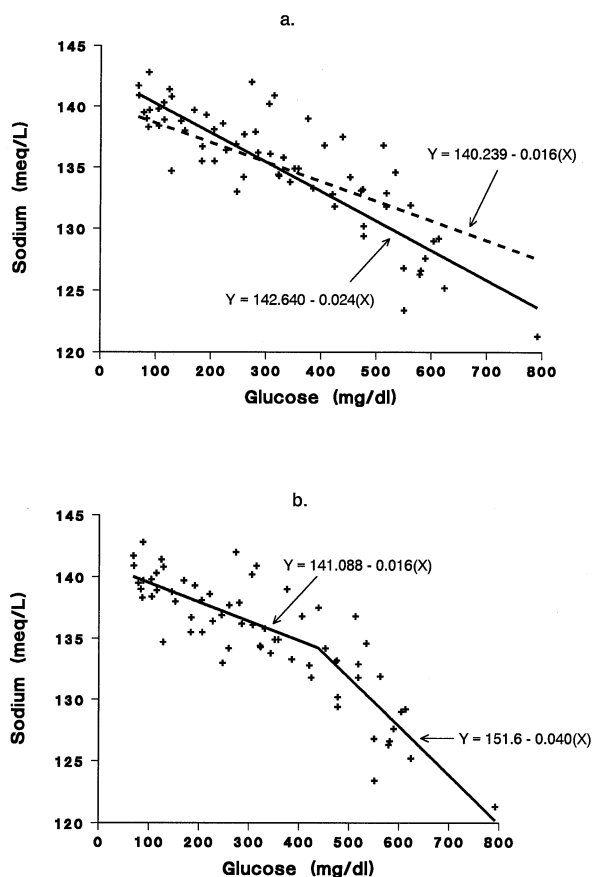 a.
145
140
135
130
125
120
Sodium (meq/L)
Y = 140.239 - 0.016(X)
Y = 142.640 - 0.024(X)
0 100 200 300 400 500 600 700 800
Glucose (mg/dl)
b.
145
140
135
130
125
120
Sodium (meq/L)
Y = 141.088 - 0.016(X)
Y = 151.6 - 0.040(X)
0 100 200 300 400 500 600 700 800
Glucose (mg/dl)